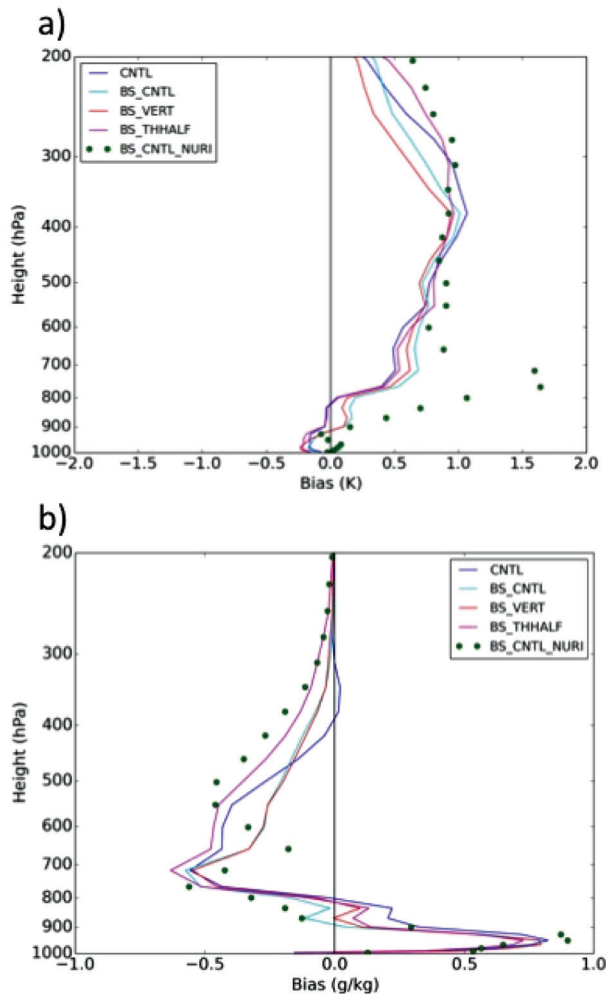 a)
200
300
400
500
600
700
800
900
1000
Height (hPa)
CNTL
BS_CNTL
BS_VERT
BS_THHALF
BS_CNTL_NURI
−2.0 −1.5 −1.0 −0.5 0.0 0.5 1.0 1.5 2.0
Bias (K)
b)
200
300
400
500
600
700
800
900
1000
Height (hPa)
CNTL
BS_CNTL
BS_VERT
BS_THHALF
BS_CNTL_NURI
−1.0 −0.5 0.0 0.5 1.0
Bias (g/kg)